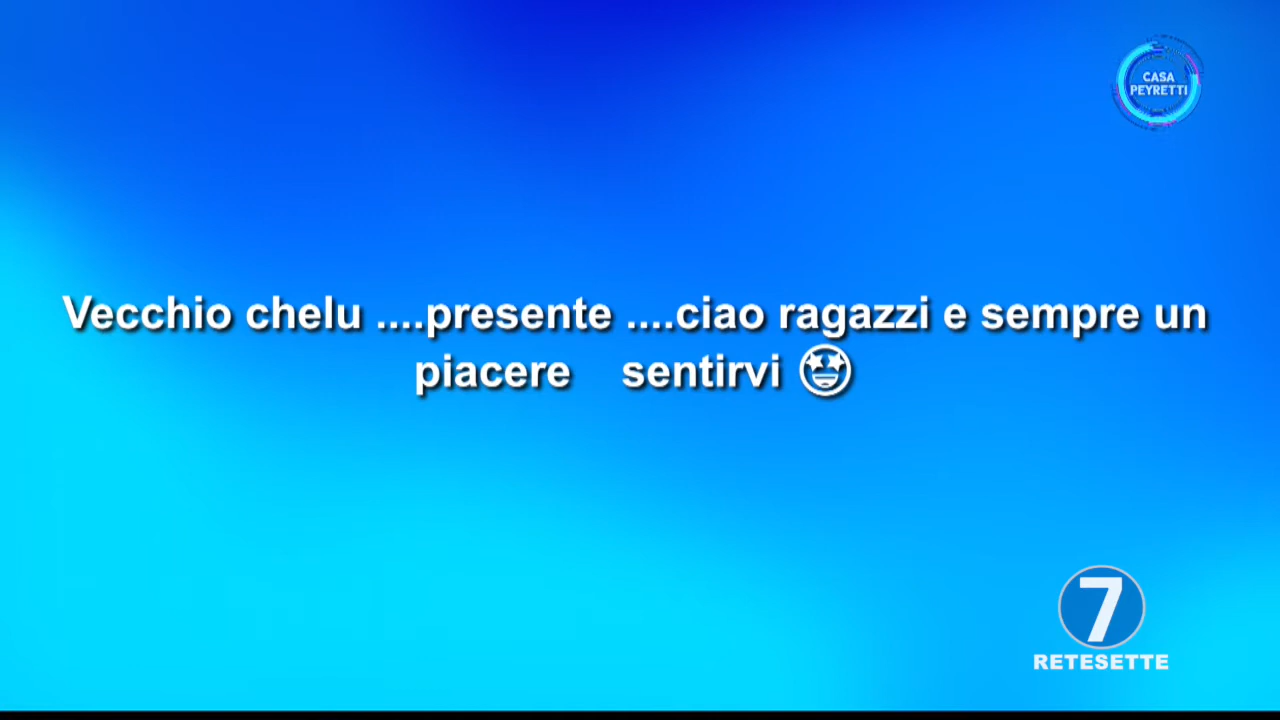 CASA
PEYRETTI
Vecchio chelu ....presente ....ciao ragazzi e sempre un
piacere    sentirvi 🤩
7
RETESETTE